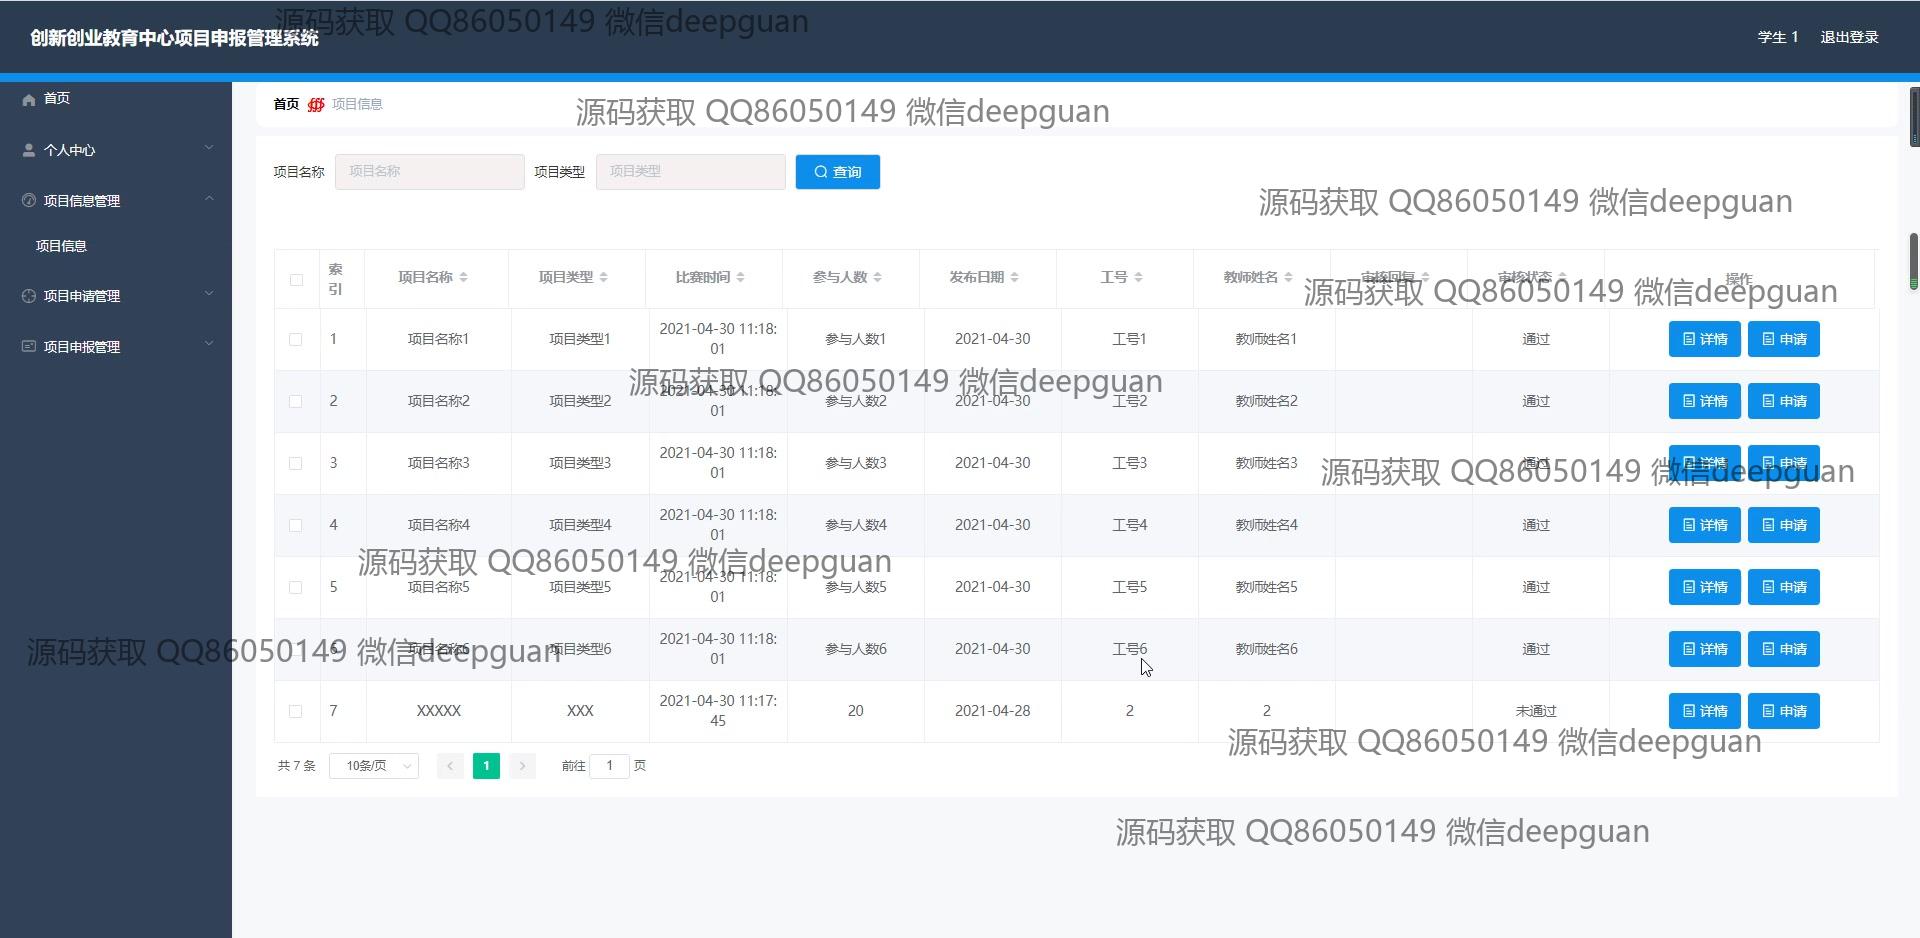 源码获取 QQ86050149 微信deepguan
创新创业教育中心项目申报管理系统
学生 1 退出登录
首页
个人中心
项目信息管理
项目信息
项目申请管理
项目申报管理
首页 项目信息
源码获取 QQ86050149 微信deepguan
项目名称 项目名称 项目类型 项目类型 查询
源码获取 QQ86050149 微信deepguan
索引 项目名称 项目类型 比赛时间 参与人数 发布日期 工号 教师姓名 审核回复 审核状态 操作
源码获取 QQ86050149 微信deepguan
1 项目名称1 项目类型1 2021-04-30 11:18:01 参与人数1 2021-04-30 工号1 教师姓名1 通过 详情 申请
源码获取 QQ86050149 微信deepguan
2 项目名称2 项目类型2 2021-04-30 11:18:01 参与人数2 2021-04-30 工号2 教师姓名2 通过 详情 申请
3 项目名称3 项目类型3 2021-04-30 11:18:01 参与人数3 2021-04-30 工号3 教师姓名3 通过 详情 申请
源码获取 QQ86050149 微信deepguan
4 项目名称4 项目类型4 2021-04-30 11:18:01 参与人数4 2021-04-30 工号4 教师姓名4 通过 详情 申请
源码获取 QQ86050149 微信deepguan
5 项目名称5 项目类型5 2021-04-30 11:18:01 参与人数5 2021-04-30 工号5 教师姓名5 通过 详情 申请
6 项目名称6 项目类型6 2021-04-30 11:18:01 参与人数6 2021-04-30 工号6 教师姓名6 通过 详情 申请
源码获取 QQ86050149 微信deepguan
7 XXXXX XXX 2021-04-30 11:17:45 20 2021-04-28 2 2 未通过 详情 申请
源码获取 QQ86050149 微信deepguan
共 7 条 10条/页 1 前往 1 页
源码获取 QQ86050149 微信deepguan